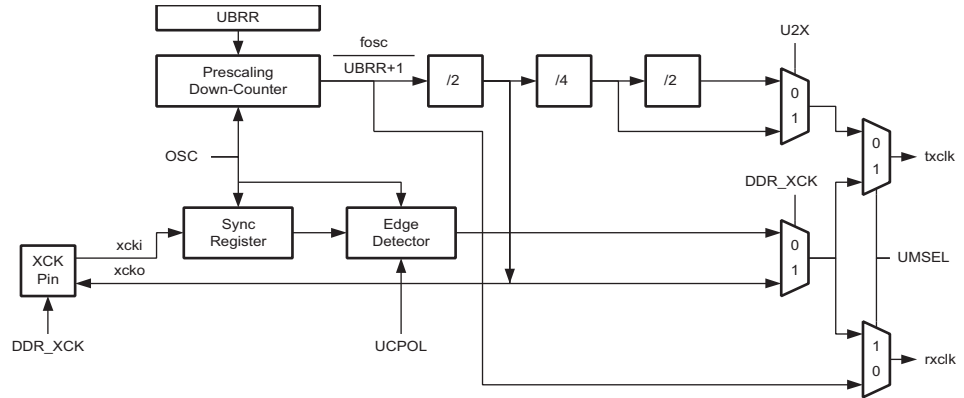 UBRR
fosc
U2X
Prescaling
Down-Counter
UBRR+1
/2
/4
/2
0
1
OSC
0
1
txclk
DDR_XCK
Sync
Register
Edge
Detector
0
1
xcki
XCK
Pin
xcko
UMSEL
DDR_XCK
UCPOL
1
0
rxclk